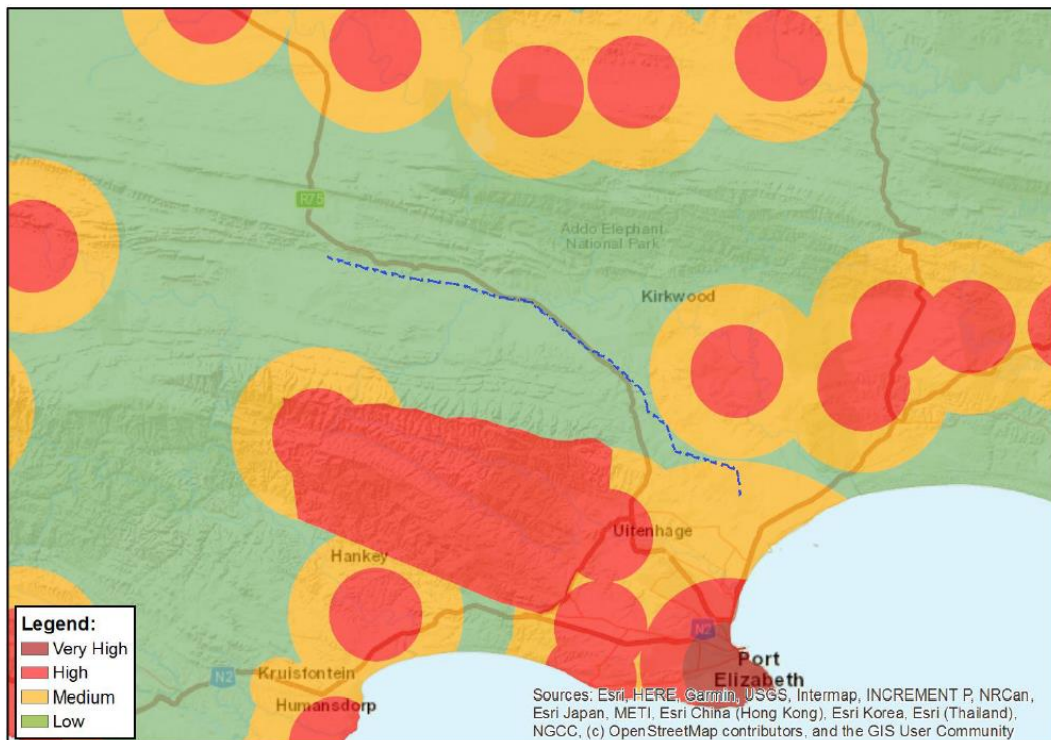 R75
Addo Elephant
National Park
Kirkwood
Uitenhage
Hankey
N2
Port
Elizabeth
N2
Kruisfontein
Humansdorp
Legend:
Very High
High
Medium
Low
Sources: Esri, HERE, Garmin, USGS, Intermap, INCREMENT P, NRCan,
Esri Japan, METI, Esri China (Hong Kong), Esri Korea, Esri (Thailand),
NGCC, (c) OpenStreetMap contributors, and the GIS User Community